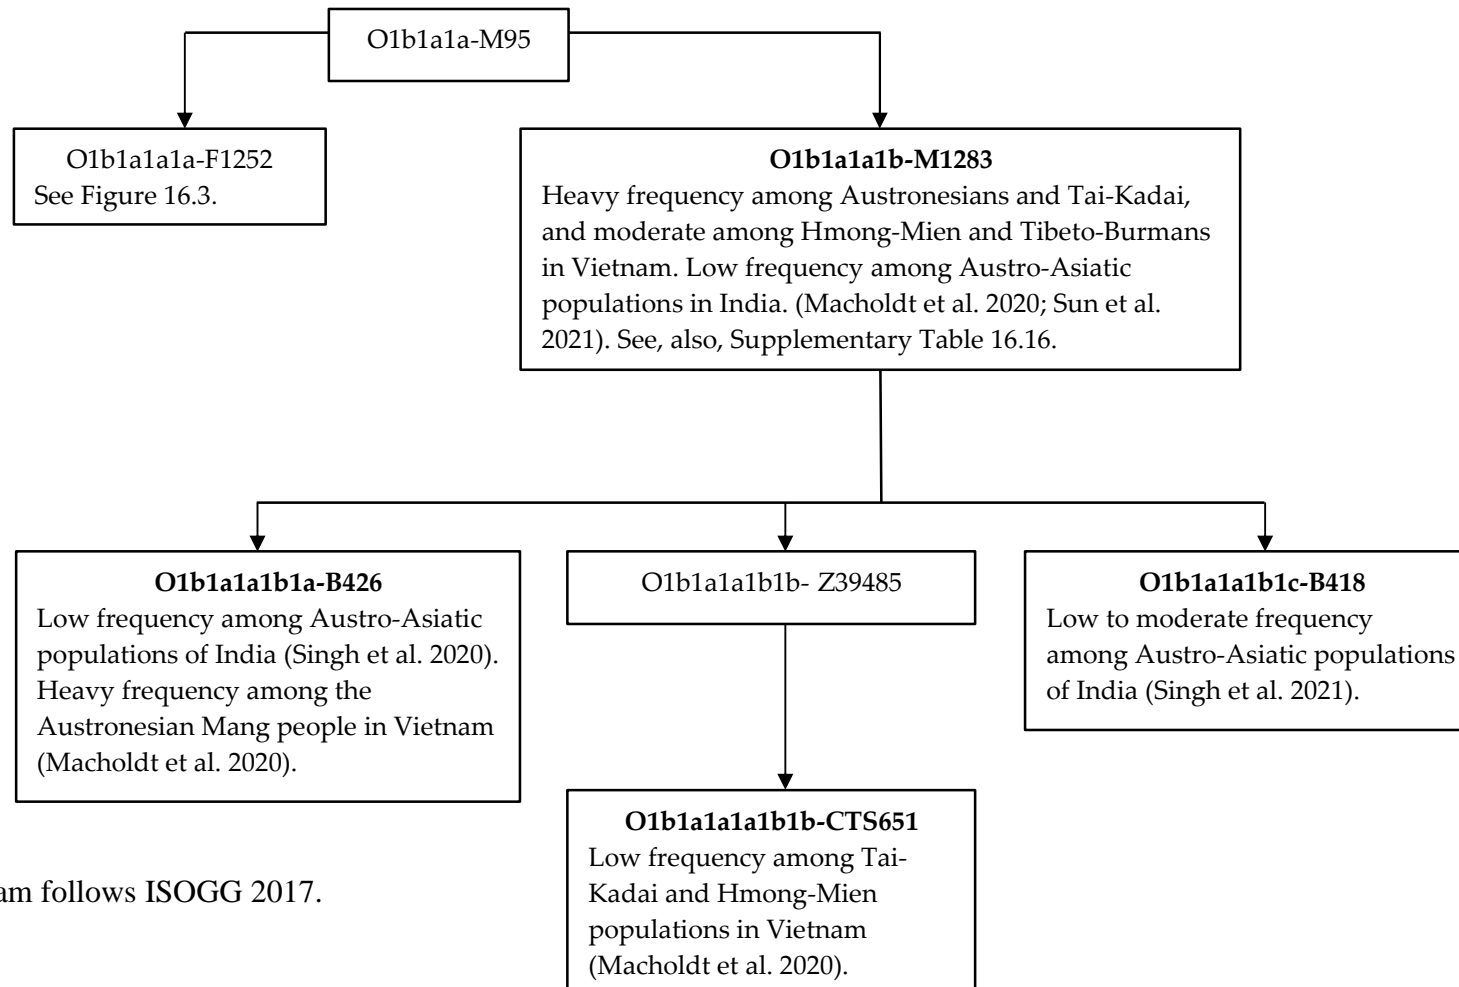 O1b1a1a-M95
O1b1a1a1a-F1252
See Figure 16.3.
O1b1a1a1b-M1283
Heavy frequency among Austronesians and Tai-Kadai,
and moderate among Hmong-Mien and Tibeto-Burmans
in Vietnam. Low frequency among Austro-Asiatic
populations in India. (Macholdt et al. 2020; Sun et al.
2021). See, also, Supplementary Table 16.16.
O1b1a1a1b1a-B426
Low frequency among Austro-Asiatic
populations of India (Singh et al. 2020).
Heavy frequency among the
Austronesian Mang people in Vietnam
(Macholdt et al. 2020).
O1b1a1a1b1b- Z39485
O1b1a1a1b1c-B418
Low to moderate frequency
among Austro-Asiatic populations
of India (Singh et al. 2021).
O1b1a1a1a1b1b-CTS651
Low frequency among Tai-
Kadai and Hmong-Mien
populations in Vietnam
(Macholdt et al. 2020).
am follows ISOGG 2017.